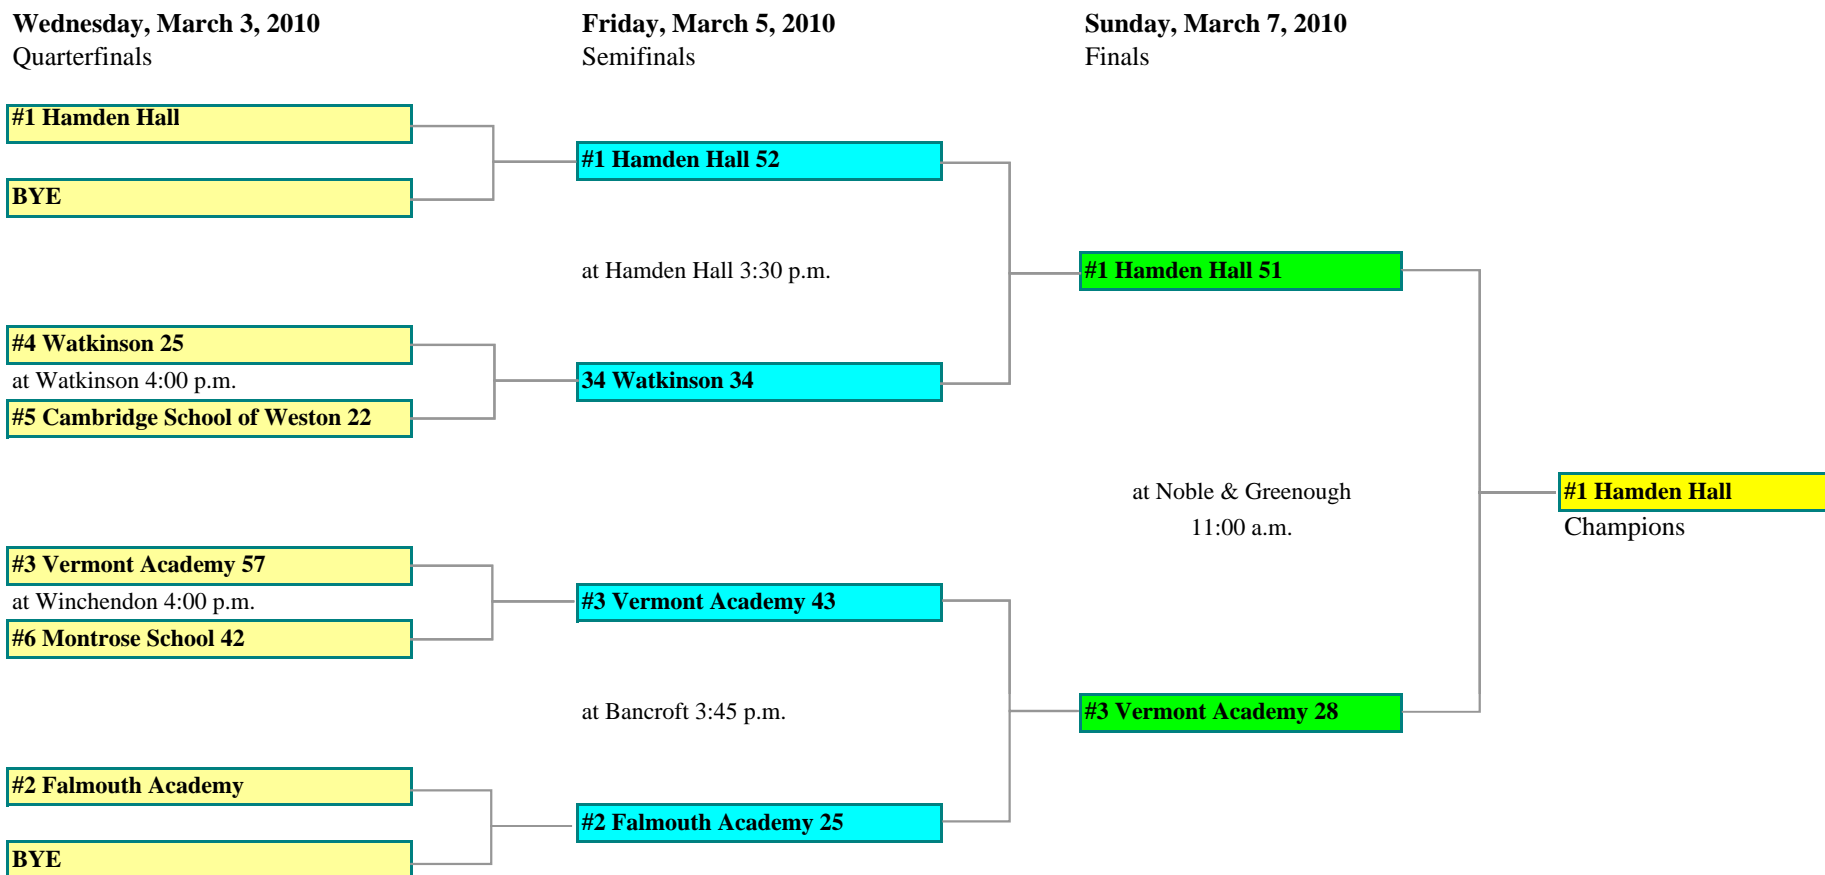 Wednesday, March 3, 2010
Quarterfinals
Friday, March 5, 2010
Semifinals
Sunday, March 7, 2010
Finals
#1 Hamden Hall
BYE
#4 Watkinson 25
at Watkinson 4:00 p.m.
#5 Cambridge School of Weston 22
#3 Vermont Academy 57
at Winchendon 4:00 p.m.
#6 Montrose School 42
#2 Falmouth Academy
BYE
#1 Hamden Hall 52
at Hamden Hall 3:30 p.m.
34 Watkinson 34
#3 Vermont Academy 43
at Bancroft 3:45 p.m.
#2 Falmouth Academy 25
#1 Hamden Hall 51
at Noble & Greenough
11:00 a.m.
#3 Vermont Academy 28
#1 Hamden Hall
Champions